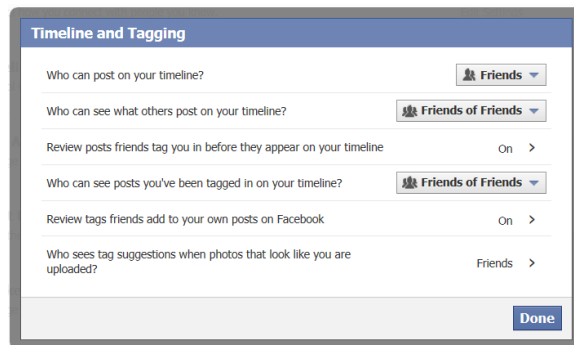 Timeline and Tagging
Who can post on your timeline?
Friends
Who can see what others post on your timeline?
Friends of Friends
Review posts friends tag you in before they appear on your timeline
On
Who can see posts you've been tagged in on your timeline?
Friends of Friends
Review tags friends add to your own posts on Facebook
On
Who sees tag suggestions when photos that look like you are
uploaded?
Friends
Done